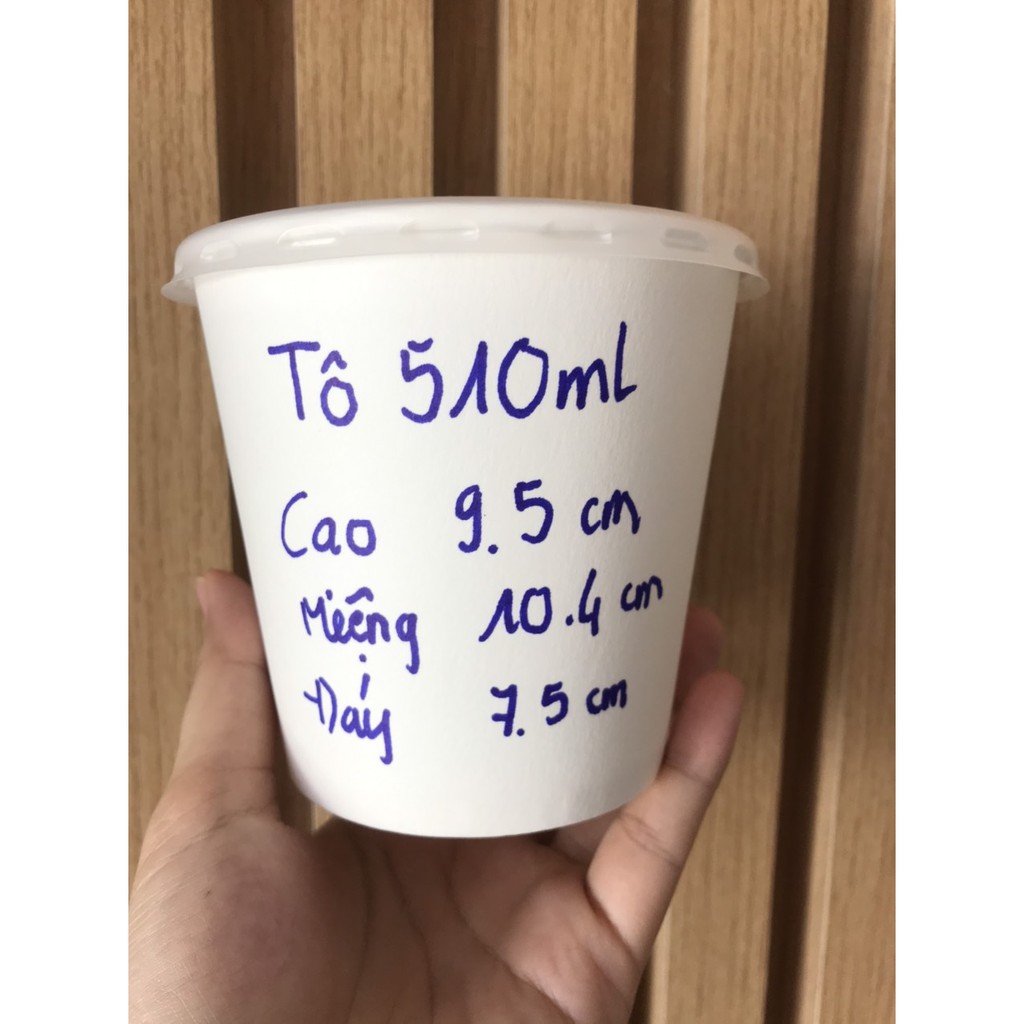 Tô 510ml
Cao 9.5 cm
Miệng 10.4 cm
Đáy 7.5 cm